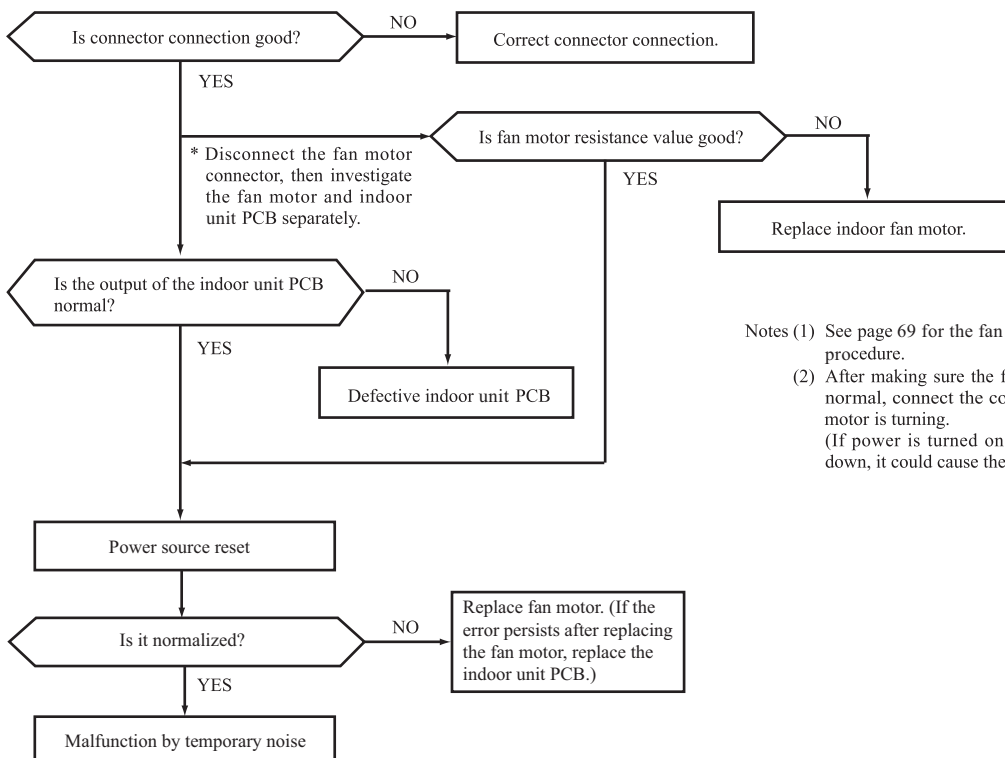 Is connector connection good?
NO
Correct connector connection.
YES
Is fan motor resistance value good?
NO
* Disconnect the fan motor
connector, then investigate
the fan motor and indoor
unit PCB separately.
YES
Replace indoor fan motor.
Is the output of the indoor unit PCB
normal?
NO
YES
Defective indoor unit PCB
Notes (1) See page 69 for the fan
procedure.
(2) After making sure the
normal, connect the
motor is turning.
(If power is turned on
down, it could cause the
Power source reset
Is it normalized?
NO
Replace fan motor. (If the
error persists after replacing
the fan motor, replace the
indoor unit PCB.)
YES
Malfunction by temporary noise